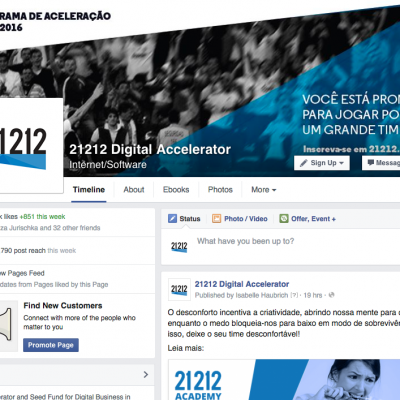 RAMA DE ACELERAÇÃO
2016
VOCÊ ESTÁ PRO
PARA JOGAR PO
UM GRANDE TIM
Inscreva-se em 21212.
21212
21212 Digital Accelerator
Internet/Software
Sign Up
Messag
Timeline About Ebooks Photos More
k likes +851 this week
za Jurischka and 32 other friends
790 post reach this week
w Pages Feed
dates from Pages liked by this Page
Find New Customers
Connect with more of the people who
matter to you
Promote Page
rator and Seed Fund for Digital Business in
Status Photo / Video Offer, Event +
21212
What have you been up to?
21212
21212 Digital Accelerator
Published by Isabelle Haubrich [?] · 19 hrs ·
O desconforto incentiva a criatividade, abrindo nossa mente para
enquanto o medo bloqueia-nos para baixo em modo de sobrevivê
isso, deixe o seu time desconfortável!
Leia mais:
21212
ACADEMY